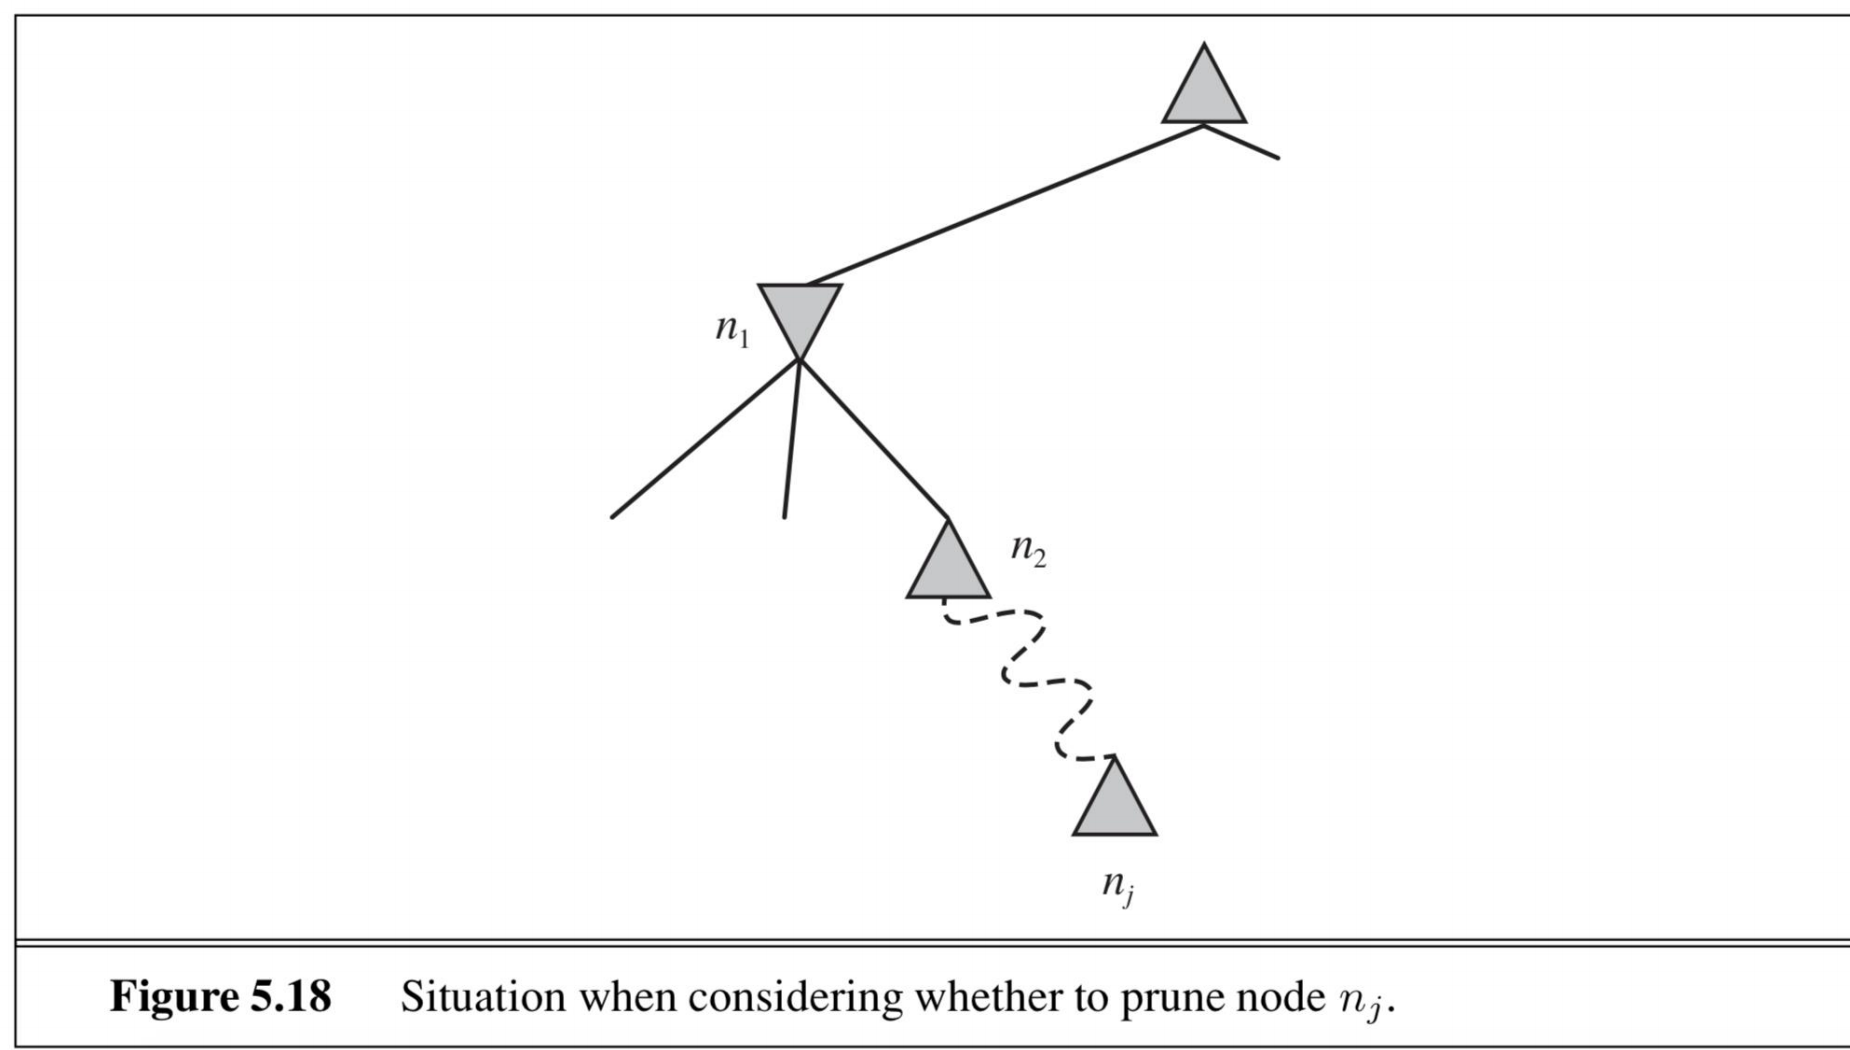 n₁
n₂
nⱼ
Figure 5.18 Situation when considering whether to prune node nⱼ.